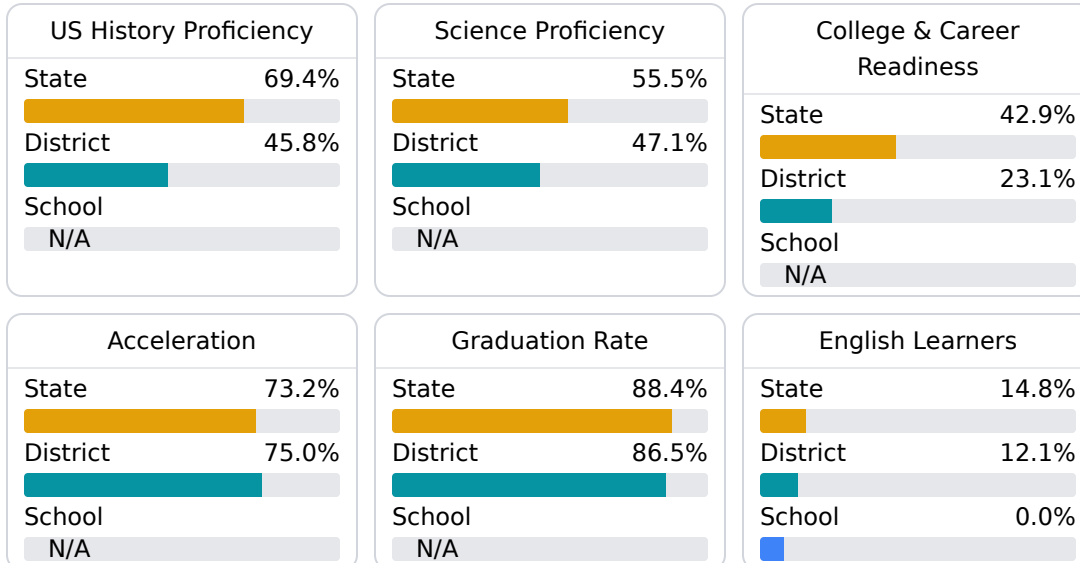 US History Proficiency
State 69.4%
District 45.8%
School
N/A
Science Proficiency
State 55.5%
District 47.1%
School
N/A
College & Career
Readiness
State 42.9%
District 23.1%
School
N/A
Acceleration
State 73.2%
District 75.0%
School
N/A
Graduation Rate
State 88.4%
District 86.5%
School
N/A
English Learners
State 14.8%
District 12.1%
School 0.0%